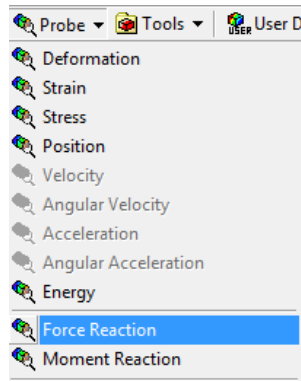 Probe Tools User D
Deformation
Strain
Stress
Position
Velocity
Angular Velocity
Acceleration
Angular Acceleration
Energy
Force Reaction
Moment Reaction